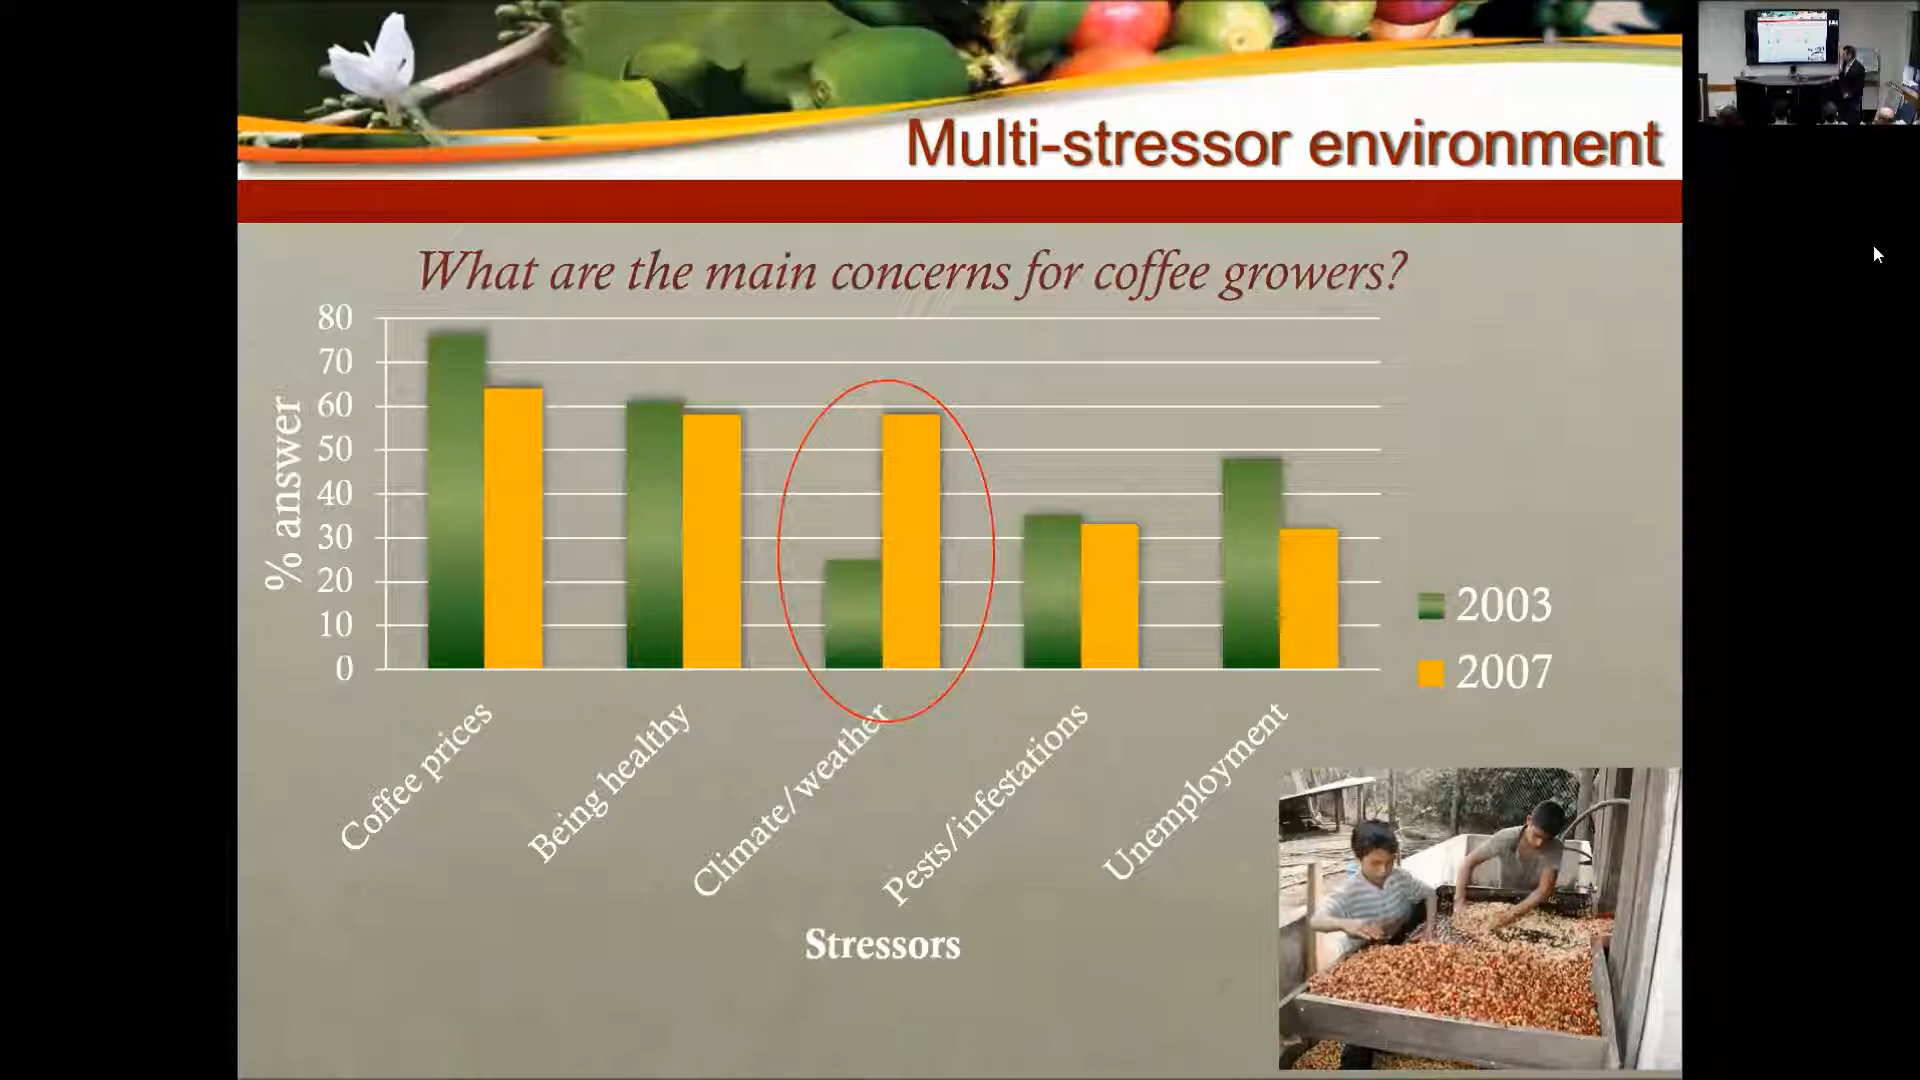 Multi-stressor environment
What are the main concerns for coffee growers?
% answer
80
70
60
50
40
30
20
10
0
Coffee prices
Being healthy
Climate/weather
Pests/infestations
Unemployment
Stressors
2003
2007